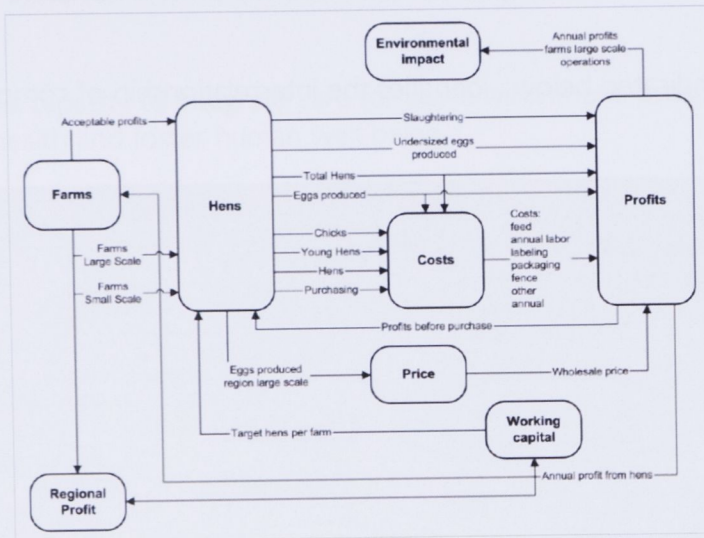 Environmental
impact
Annual profits
farms large scale
operations
Acceptable profits
Slaughtering
Undersized eggs
produced
Total Hens
Eggs produced
Farms
Hens
Profits
Farms
Large Scale
Farms
Small Scale
Chicks
Young Hens
Hens
Purchasing
Costs
Costs:
feed
annual labor
labeling
packaging
fence
other
annual
Profits before purchase
Eggs produced
region large scale
Price
Wholesale price
Target hens per farm
Working
capital
Annual profit from hens
Regional
Profit